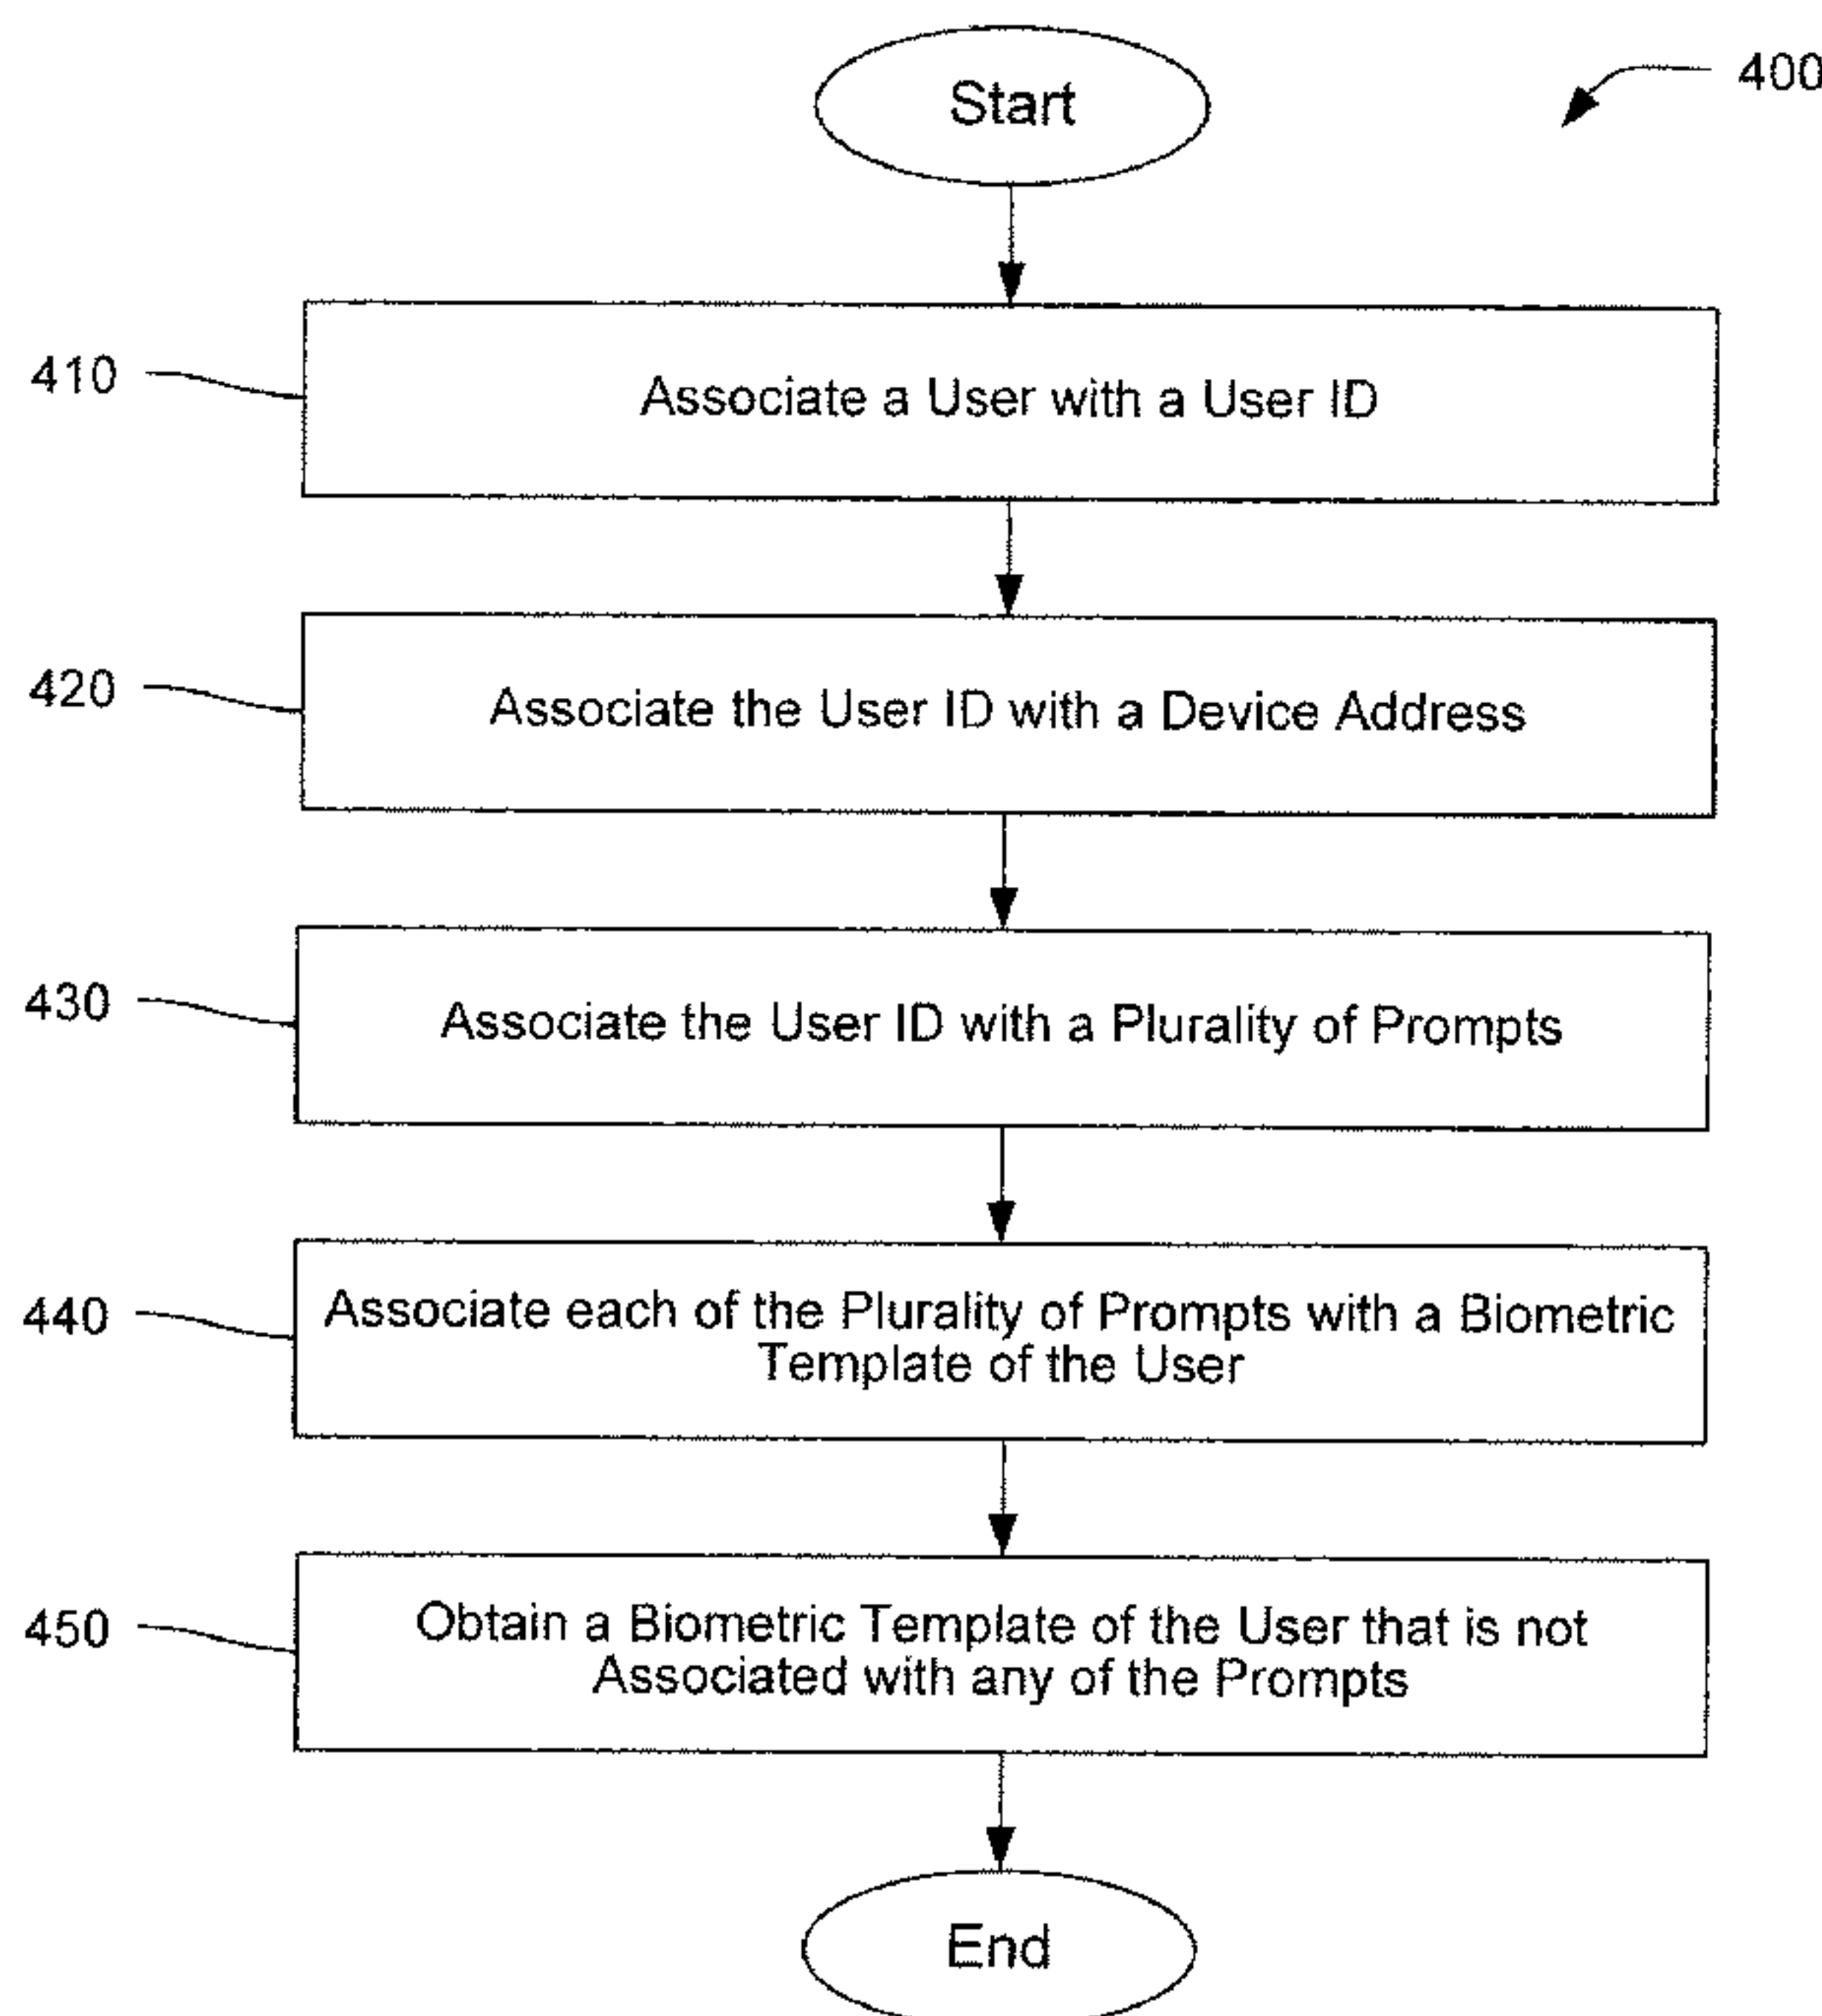 Start
400
410
Associate a User with a User ID
420
Associate the User ID with a Device Address
430
Associate the User ID with a Plurality of Prompts
440
Associate each of the Plurality of Prompts with a Biometric
Template of the User
450
Obtain a Biometric Template of the User that is not
Associated with any of the Prompts
End